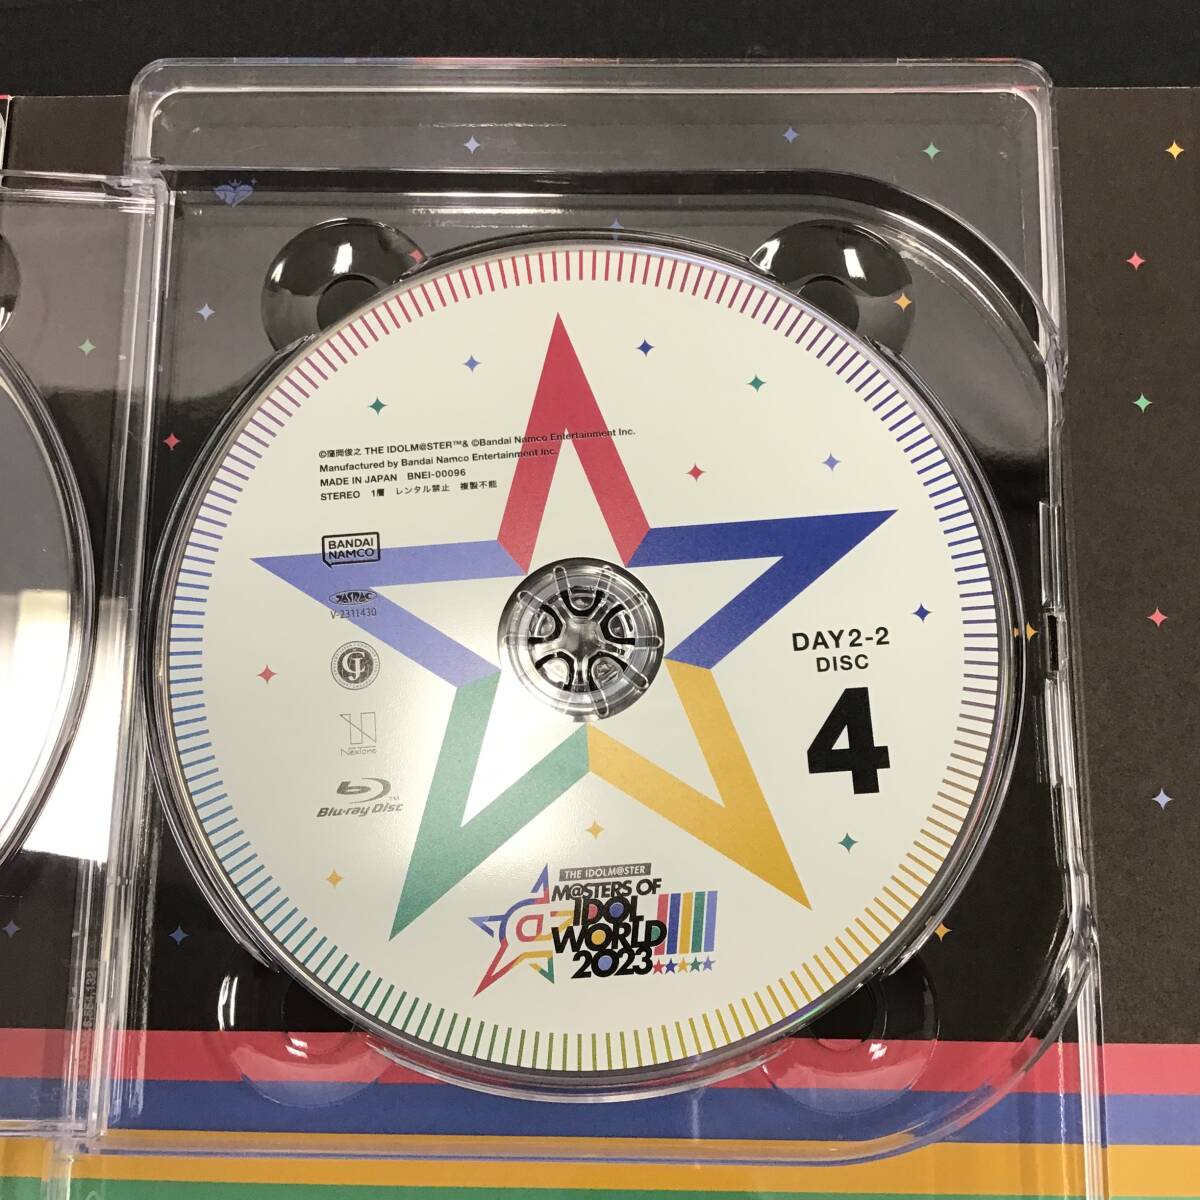 ©窪岡俊之 THE IDOLM@STER™& ©Bandai Namco Entertainment Inc.
Manufactured by Bandai Namco Entertainment Inc.
MADE IN JAPAN BNEI-00096
STEREO 1層 レンタル禁止 複製不能
BANDAI
NAMCO
JASRAC
V-2311430
NexTone
Blu-ray Disc™
DAY2-2
DISC
4
THE IDOLM@STER
M@STERS OF
IDOL
WORLD
2023